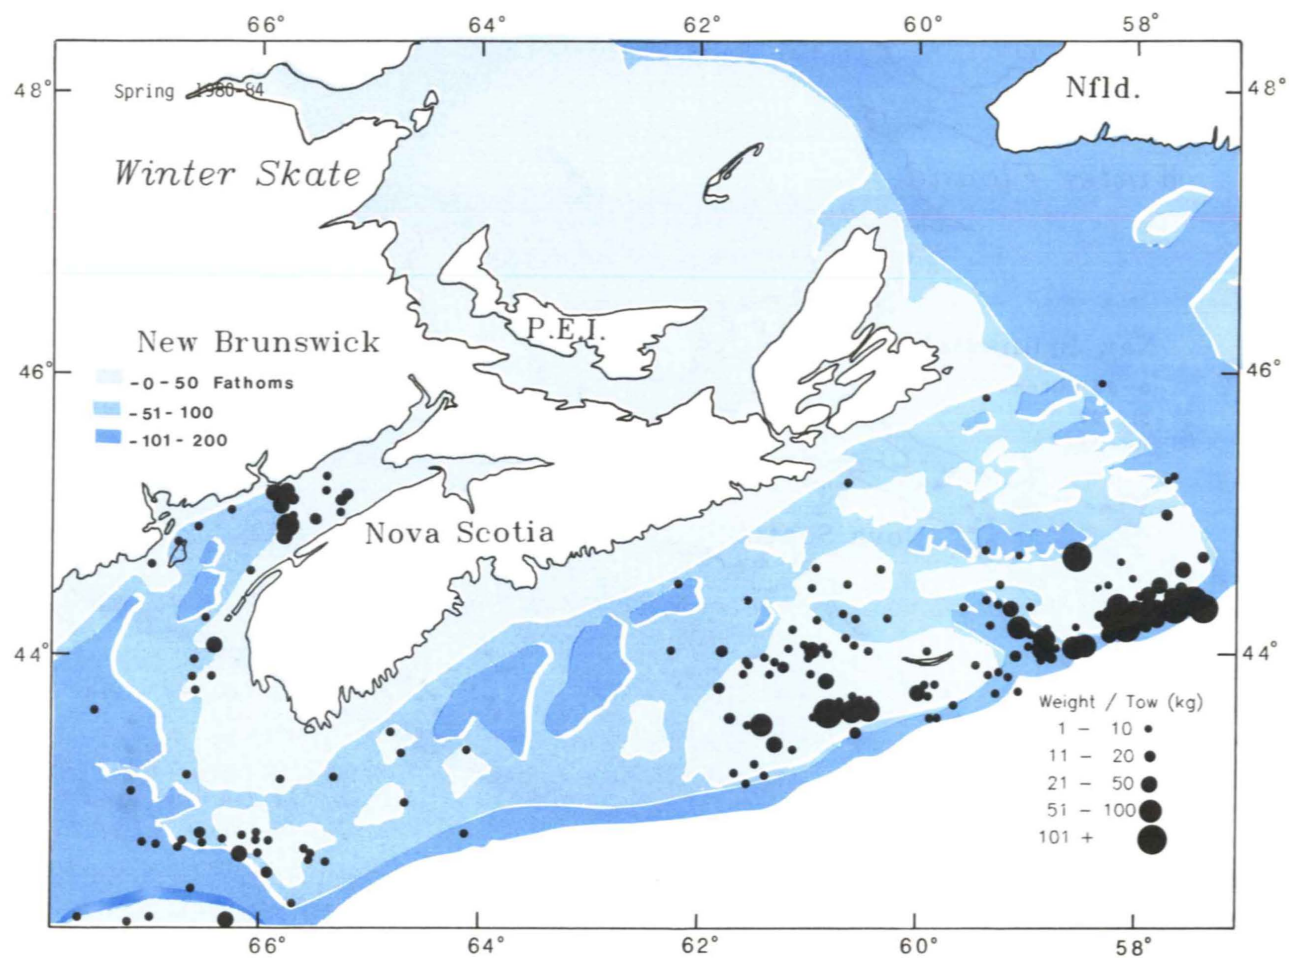 66° 64° 62° 60° 58°
48° 48°
Spring 1980-84
Nfld.
Winter Skate
P.E.I.
New Brunswick
46° 46°
-0-50 Fathoms
-51-100
-101-200
Nova Scotia
44° 44°
Weight / Tow (kg)
1 – 10
11 – 20
21 – 50
51 – 100
101 +
66° 64° 62° 60° 58°